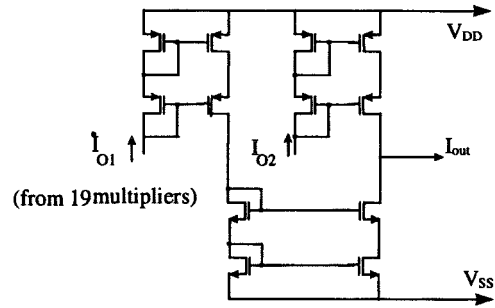 V_DD
I_O1
I_O2
I_out
(from 19multipliers)
V_SS